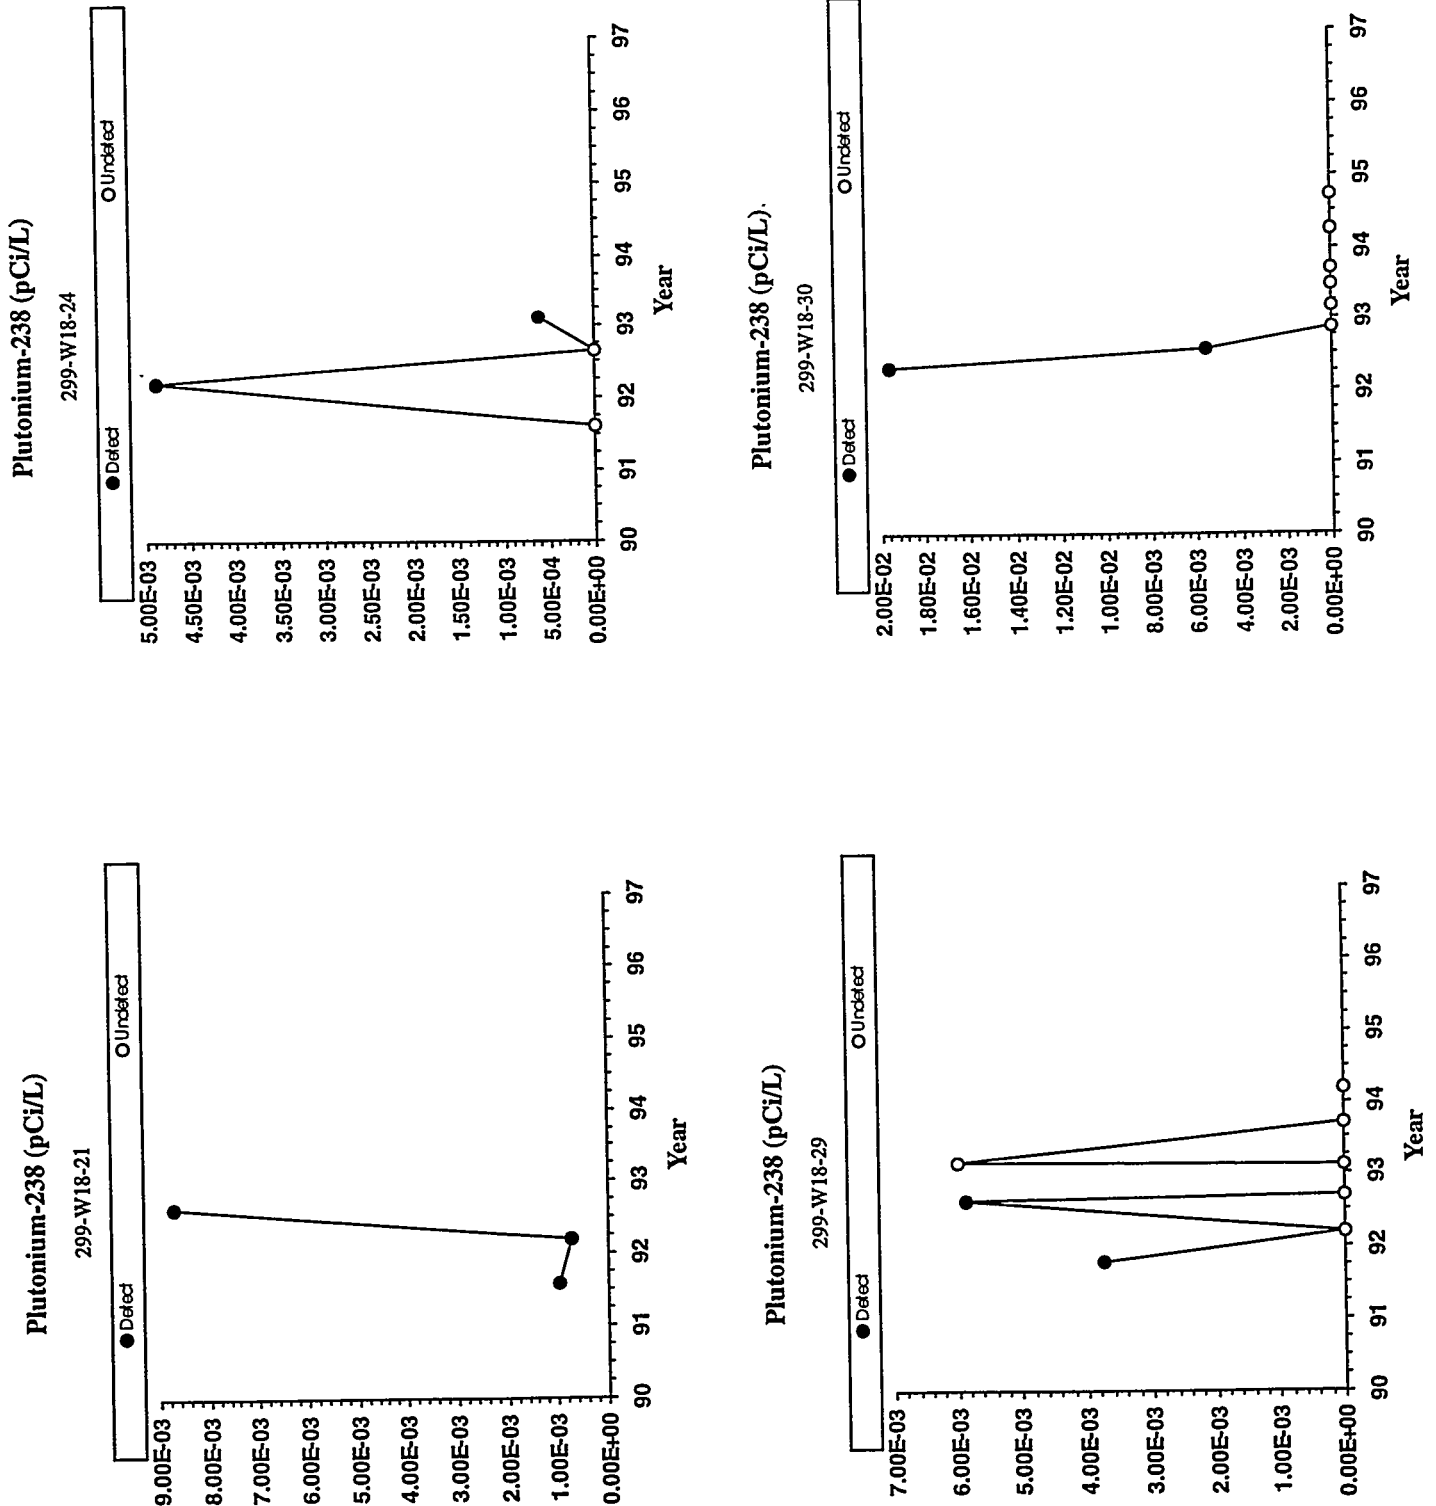 Plutonium-238 (pCi/L)
299-W18-21
Detect
Undetect
9.00E-03
8.00E-03
7.00E-03
6.00E-03
5.00E-03
4.00E-03
3.00E-03
2.00E-03
1.00E-03
0.00E+00
90 91 92 93 94 95 96 97
Year
Plutonium-238 (pCi/L)
299-W18-24
Detect
Undetect
5.00E-03
4.50E-03
4.00E-03
3.50E-03
3.00E-03
2.50E-03
2.00E-03
1.50E-03
1.00E-03
5.00E-04
0.00E+00
90 91 92 93 94 95 96 97
Year
Plutonium-238 (pCi/L)
299-W18-29
Detect
Undetect
7.00E-03
6.00E-03
5.00E-03
4.00E-03
3.00E-03
2.00E-03
1.00E-03
0.00E+00
90 91 92 93 94 95 96 97
Year
Plutonium-238 (pCi/L).
299-W18-30
Detect
Undetect
2.00E-02
1.80E-02
1.60E-02
1.40E-02
1.20E-02
1.00E-02
8.00E-03
6.00E-03
4.00E-03
2.00E-03
0.00E+00
90 91 92 93 94 95 96 97
Year